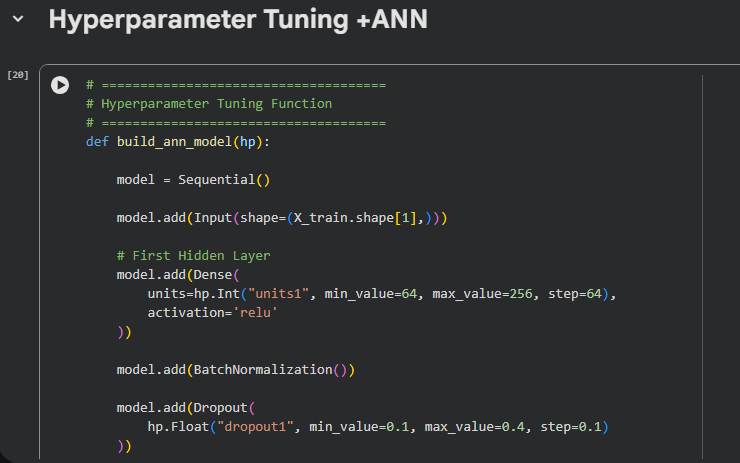 Hyperparameter Tuning +ANN
[20]
# =====================================
# Hyperparameter Tuning Function
# =====================================
def build_ann_model(hp):
model = Sequential()
model.add(Input(shape=(X_train.shape[1],)))
# First Hidden Layer
model.add(Dense(
units=hp.Int("units1", min_value=64, max_value=256, step=64),
activation='relu'
))
model.add(BatchNormalization())
model.add(Dropout(
hp.Float("dropout1", min_value=0.1, max_value=0.4, step=0.1)
))